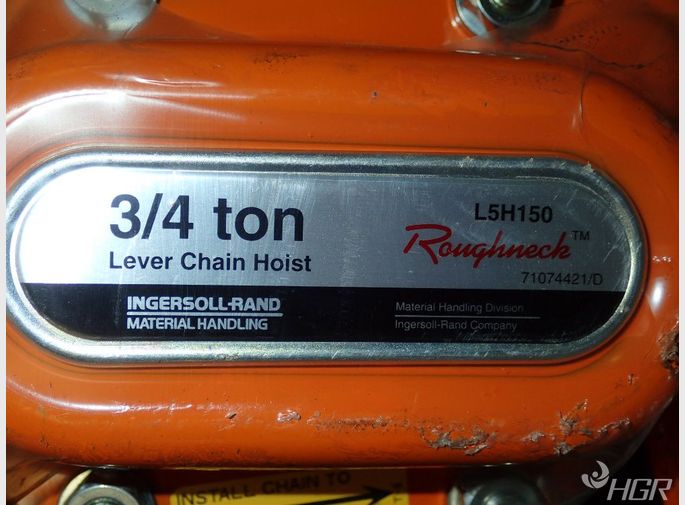 3/4 ton
Lever Chain Hoist
L5H150
Roughneck™
71074421/D
INGERSOLL-RAND
MATERIAL HANDLING
Material Handling Division
Ingersoll-Rand Company
INSTALL CHAIN TO
HGR